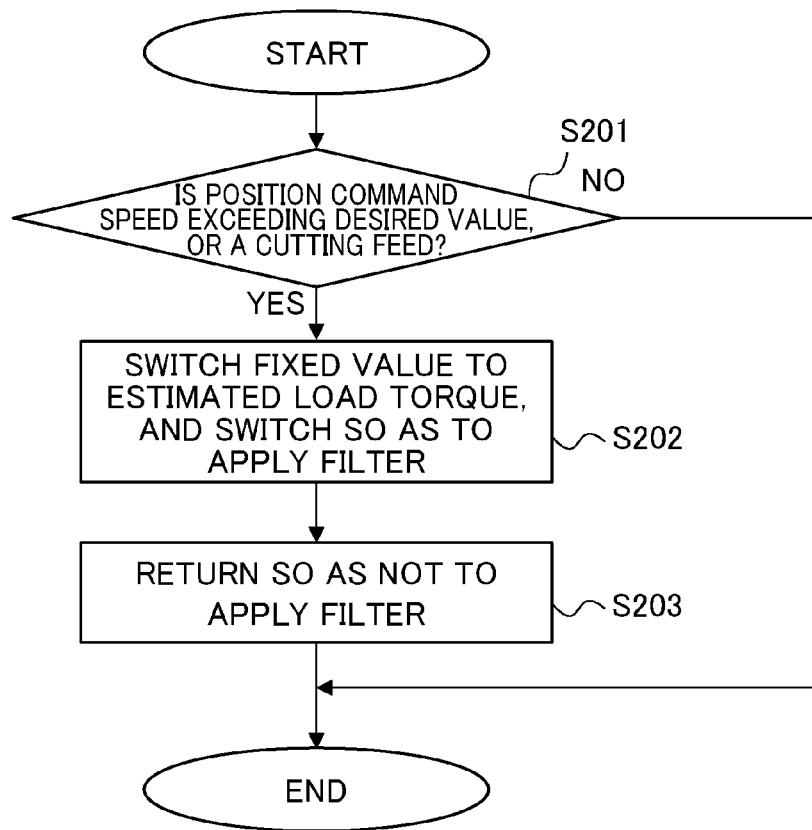 START
S201
NO
IS POSITION COMMAND
SPEED EXCEEDING DESIRED VALUE,
OR A CUTTING FEED?
YES
SWITCH FIXED VALUE TO
ESTIMATED LOAD TORQUE,
AND SWITCH SO AS TO
APPLY FILTER
S202
RETURN SO AS NOT TO
APPLY FILTER
S203
END